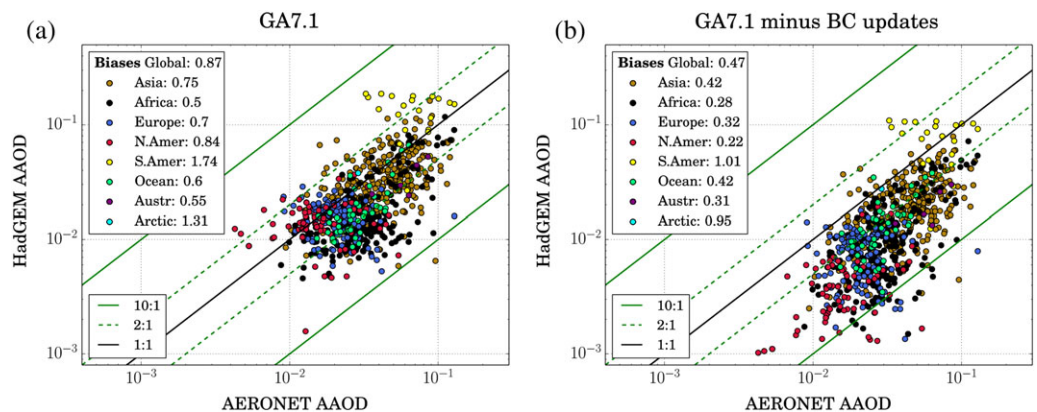 (a)
GA7.1
HadGEM AAOD
10⁻¹
10⁻²
10⁻³
Biases Global: 0.87
Asia: 0.75
Africa: 0.5
Europe: 0.7
N.Amer: 0.84
S.Amer: 1.74
Ocean: 0.6
Austr: 0.55
Arctic: 1.31
10:1
2:1
1:1
10⁻³
10⁻²
10⁻¹
AERONET AAOD
(b)
GA7.1 minus BC updates
HadGEM AAOD
10⁻¹
10⁻²
10⁻³
Biases Global: 0.47
Asia: 0.42
Africa: 0.28
Europe: 0.32
N.Amer: 0.22
S.Amer: 1.01
Ocean: 0.42
Austr: 0.31
Arctic: 0.95
10:1
2:1
1:1
10⁻³
10⁻²
10⁻¹
AERONET AAOD